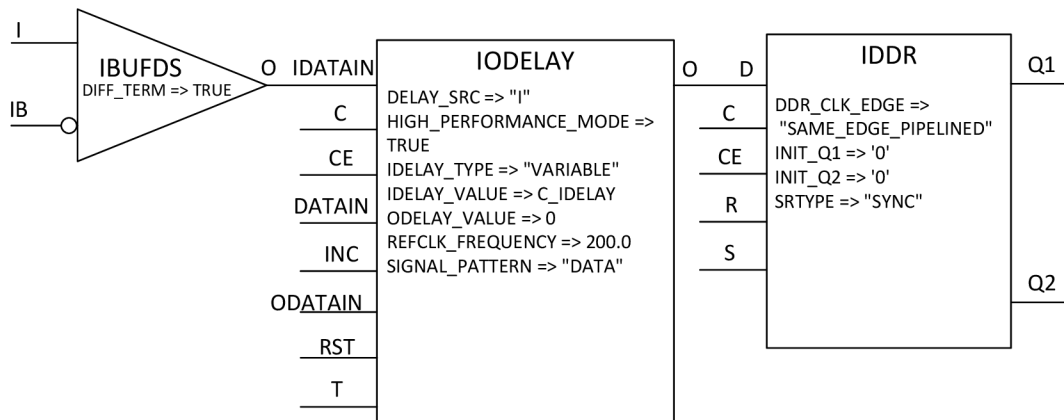 I
IB
IBUFDS
DIFF_TERM => TRUE
O
IDATAIN
C
CE
DATAIN
INC
ODATAIN
RST
T
IODELAY
DELAY_SRC => "I"
HIGH_PERFORMANCE_MODE =>
TRUE
IDELAY_TYPE => "VARIABLE"
IDELAY_VALUE => C_IDELAY
ODELAY_VALUE => 0
REFCLK_FREQUENCY => 200.0
SIGNAL_PATTERN => "DATA"
O
D
C
CE
R
S
IDDR
DDR_CLK_EDGE =>
"SAME_EDGE_PIPELINED"
INIT_Q1 => '0'
INIT_Q2 => '0'
SRTYPE => "SYNC"
Q1
Q2